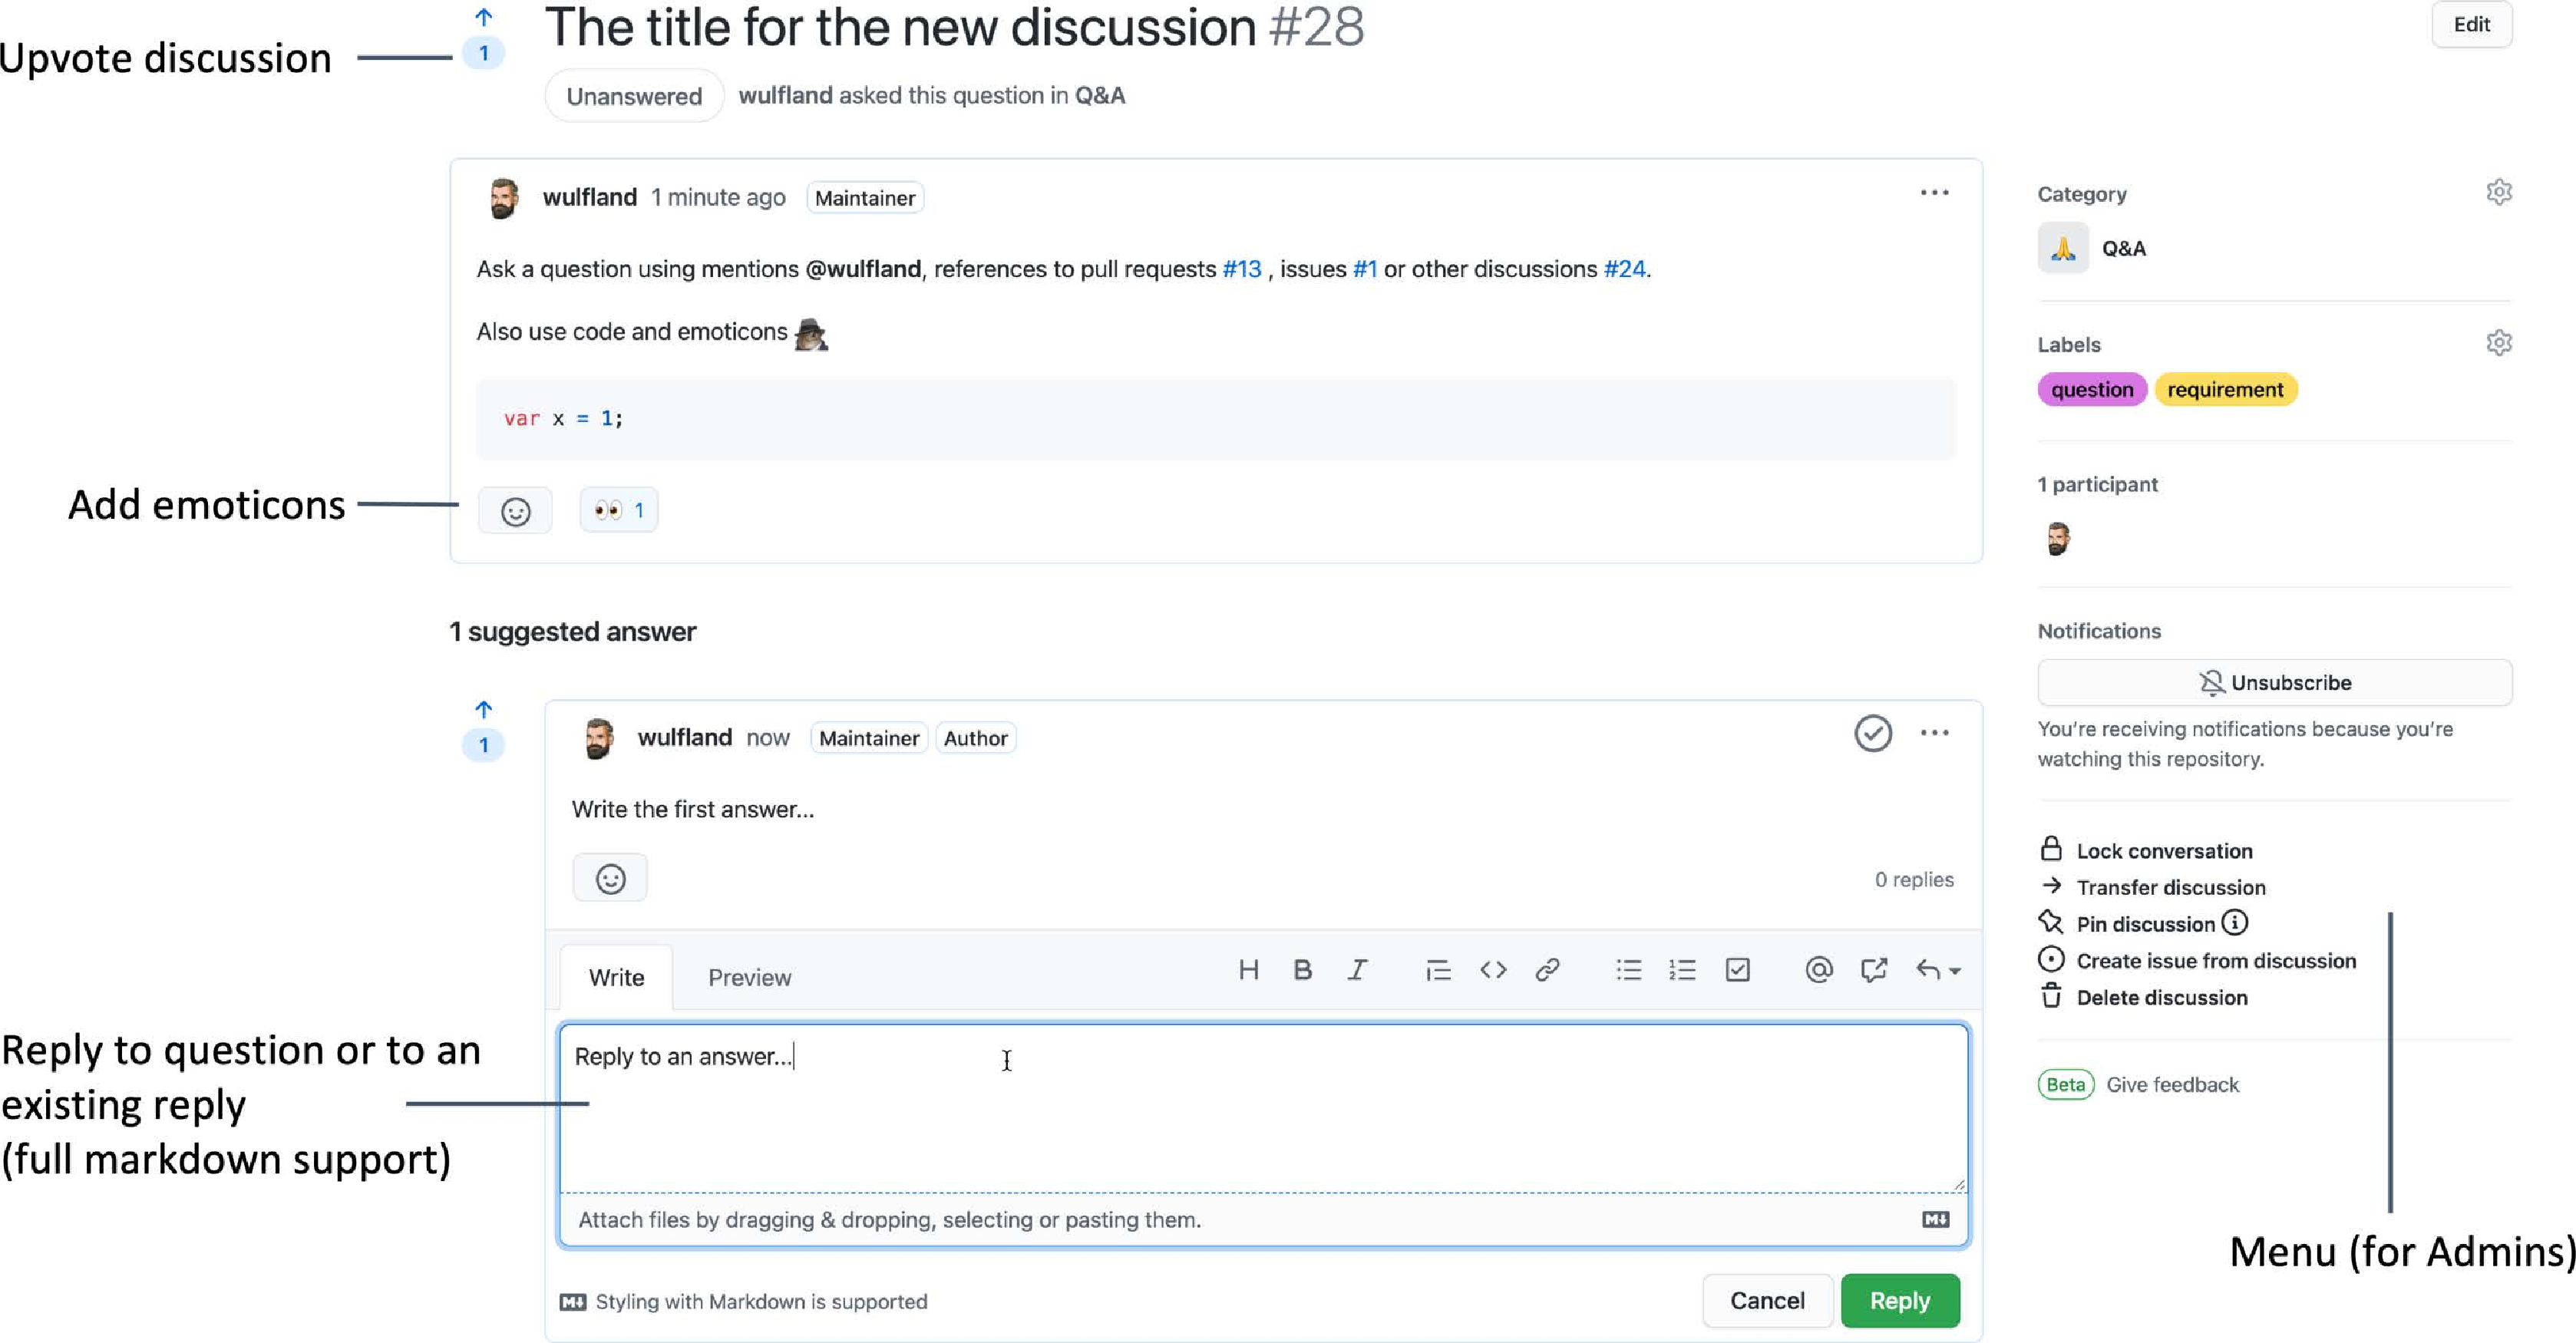 Upvote discussion
1
The title for the new discussion #28
Edit
Unanswered
wulfland asked this question in Q&A
wulfland 1 minute ago Maintainer
Ask a question using mentions @wulfland, references to pull requests #13 , issues #1 or other discussions #24.
Also use code and emoticons
var x = 1;
Add emoticons
1
1 suggested answer
1
wulfland now Maintainer Author
Write the first answer...
0 replies
Write Preview
H B I
Reply to an answer...
Reply to question or to an
existing reply
(full markdown support)
Attach files by dragging & dropping, selecting or pasting them.
M↓
M↓ Styling with Markdown is supported
Cancel Reply
Category
Q&A
Labels
question requirement
1 participant
Notifications
Unsubscribe
You're receiving notifications because you're
watching this repository.
Lock conversation
Transfer discussion
Pin discussion
Create issue from discussion
Delete discussion
Beta Give feedback
Menu (for Admins)